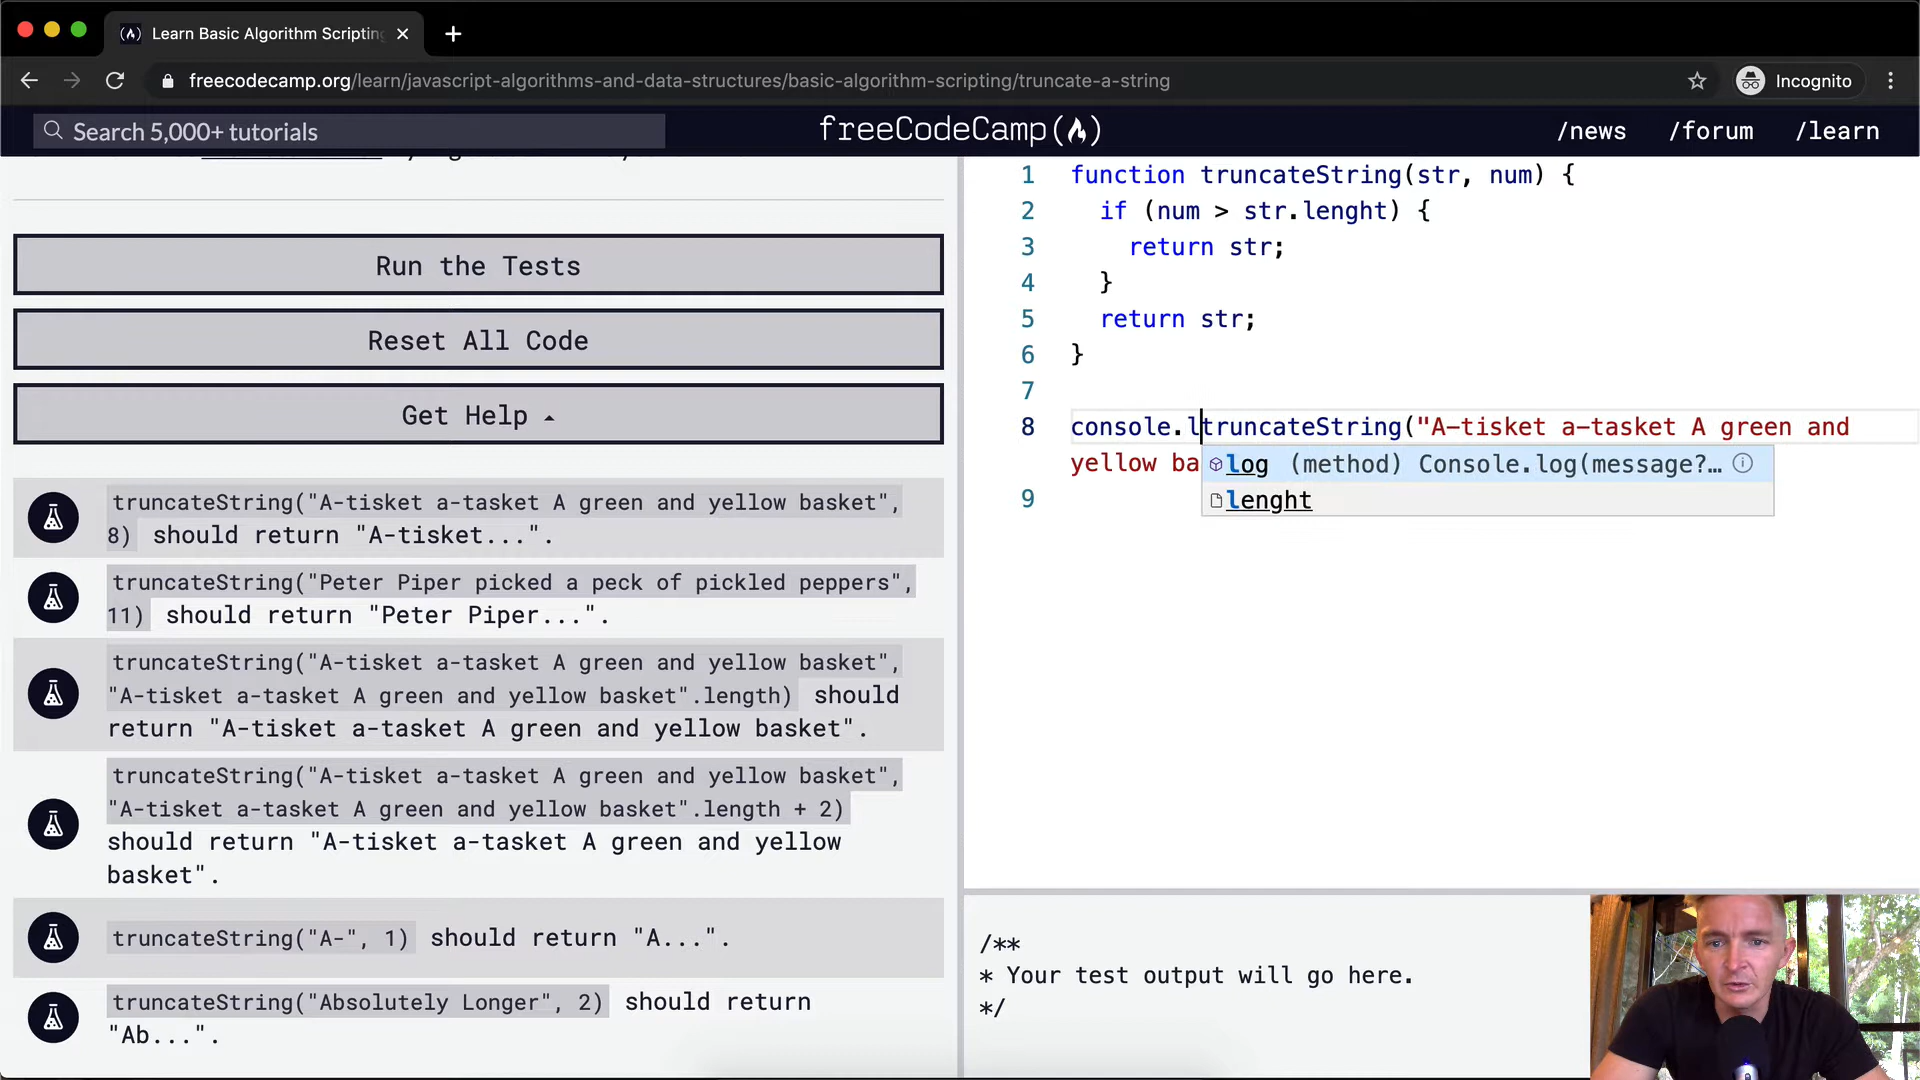 Learn Basic Algorithm Scripting
freecodecamp.org/learn/javascript-algorithms-and-data-structures/basic-algorithm-scripting/truncate-a-string
Incognito
Search 5,000+ tutorials
freeCodeCamp
/news
/forum
/learn
Run the Tests
Reset All Code
Get Help
truncateString("A-tisket a-tasket A green and yellow basket",
8) should return "A-tisket...".
truncateString("Peter Piper picked a peck of pickled peppers",
11) should return "Peter Piper...".
truncateString("A-tisket a-tasket A green and yellow basket",
"A-tisket a-tasket A green and yellow basket".length) should
return "A-tisket a-tasket A green and yellow basket".
truncateString("A-tisket a-tasket A green and yellow basket",
"A-tisket a-tasket A green and yellow basket".length + 2)
should return "A-tisket a-tasket A green and yellow
basket".
truncateString("A-", 1) should return "A...".
truncateString("Absolutely Longer", 2) should return
"Ab...".
1 function truncateString(str, num) {
2 if (num > str.lenght) {
3 return str;
4 }
5 return str;
6 }
7
8 console.ltruncateString("A-tisket a-tasket A green and
yellow ba
log (method) Console.log(message?...
9
lenght
/**
* Your test output will go here.
*/